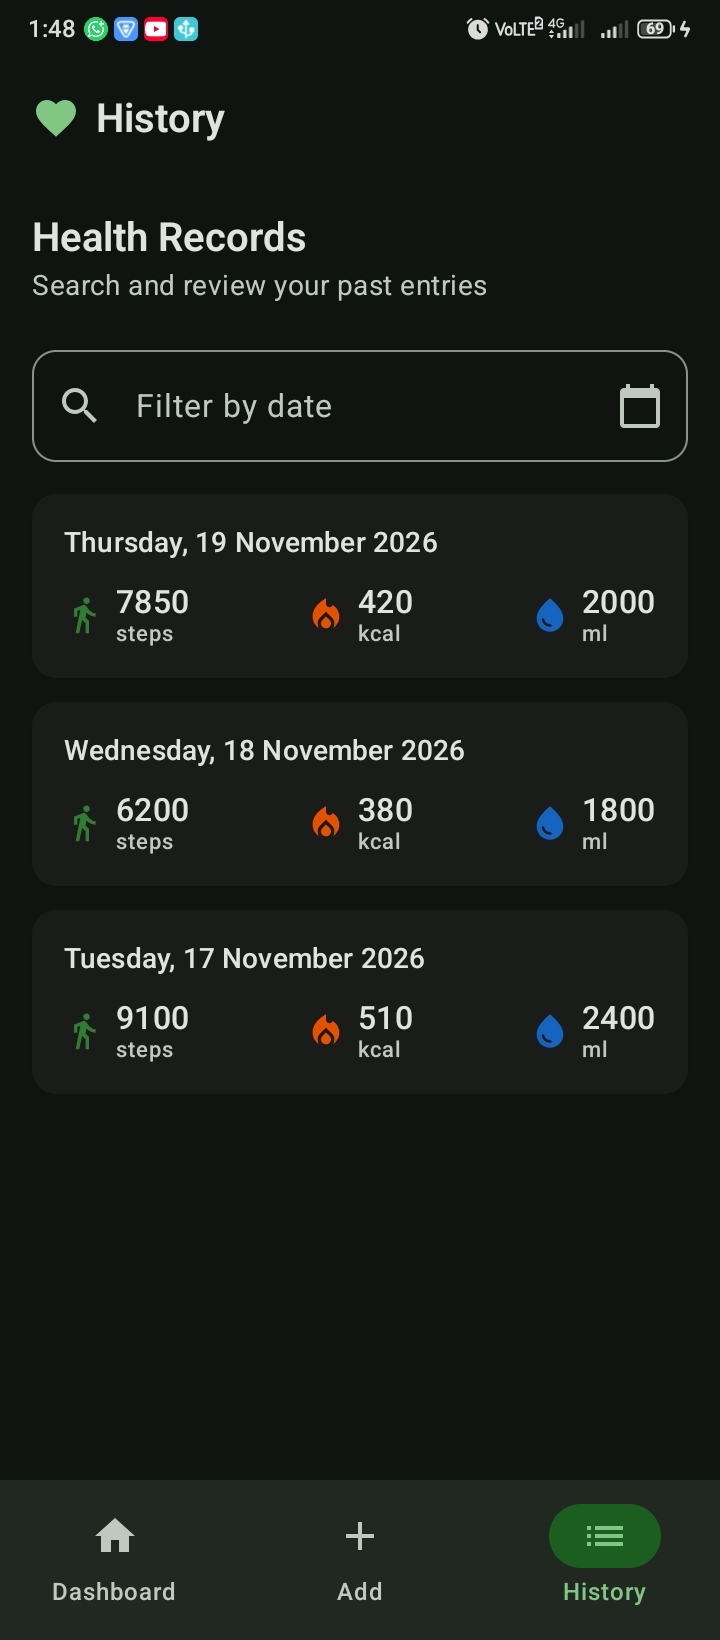 1:48 VoLTE 2 4G 69
History
Health Records
Search and review your past entries
Filter by date
Thursday, 19 November 2026
7850 420 2000
steps kcal ml
Wednesday, 18 November 2026
6200 380 1800
steps kcal ml
Tuesday, 17 November 2026
9100 510 2400
steps kcal ml
Dashboard Add History